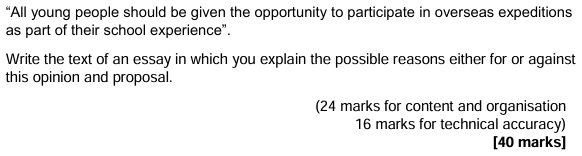 “All young people should be given the opportunity to participate in overseas expeditions
as part of their school experience”.
Write the text of an essay in which you explain the possible reasons either for or against
this opinion and proposal.
(24 marks for content and organisation
16 marks for technical accuracy)
[40 marks]